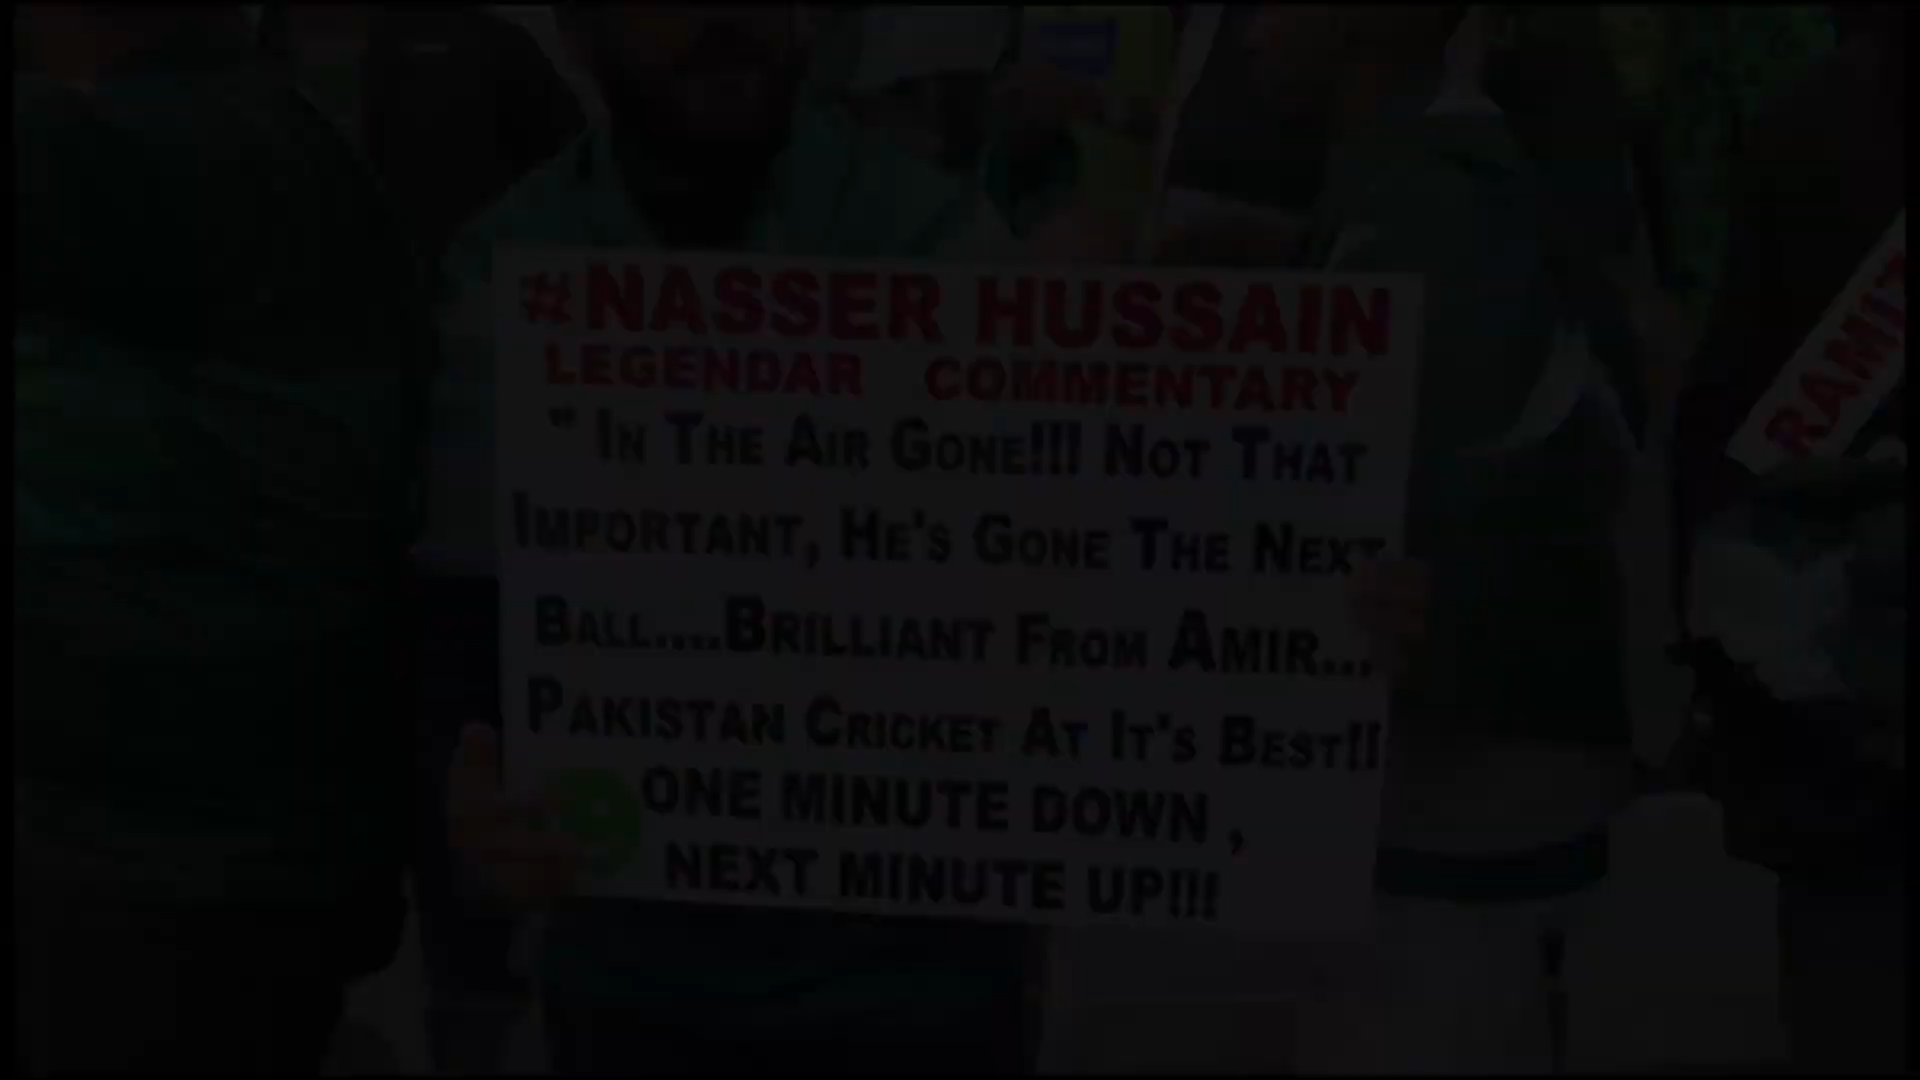 #NASSER HUSSAIN
LEGENDAR COMMENTARY
" IN THE AIR GONE!!! NOT THAT
IMPORTANT, HE'S GONE THE NEXT
BALL....BRILLIANT FROM AMIR...
PAKISTAN CRICKET AT IT'S BEST!!
ONE MINUTE DOWN ,
NEXT MINUTE UP!!!